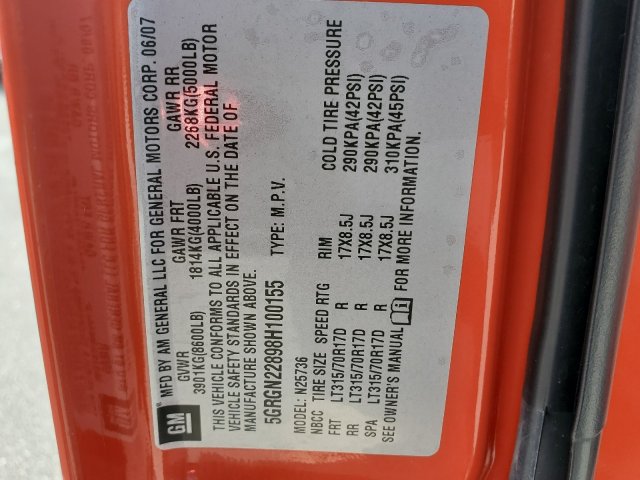 GM
MFD BY AM GENERAL LLC FOR GENERAL MOTORS CORP. 06/07
GVWR GAWR FRT GAWR RR
3901KG(8600LB) 1814KG(4000LB) 2268KG(5000LB)
THIS VEHICLE CONFORMS TO ALL APPLICABLE U.S. FEDERAL MOTOR
VEHICLE SAFETY STANDARDS IN EFFECT ON THE DATE OF
MANUFACTURE SHOWN ABOVE.
5GRGN22898H100155 TYPE: M.P.V.
MODEL: N25736
NBCC TIRE SIZE SPEED RTG RIM COLD TIRE PRESSURE
FRT LT315/70R17D R 17X8.5J 290KPA(42PSI)
RR LT315/70R17D R 17X8.5J 290KPA(42PSI)
SPA LT315/70R17D R 17X8.5J 310KPA(45PSI)
SEE OWNER'S MANUAL FOR MORE INFORMATION.